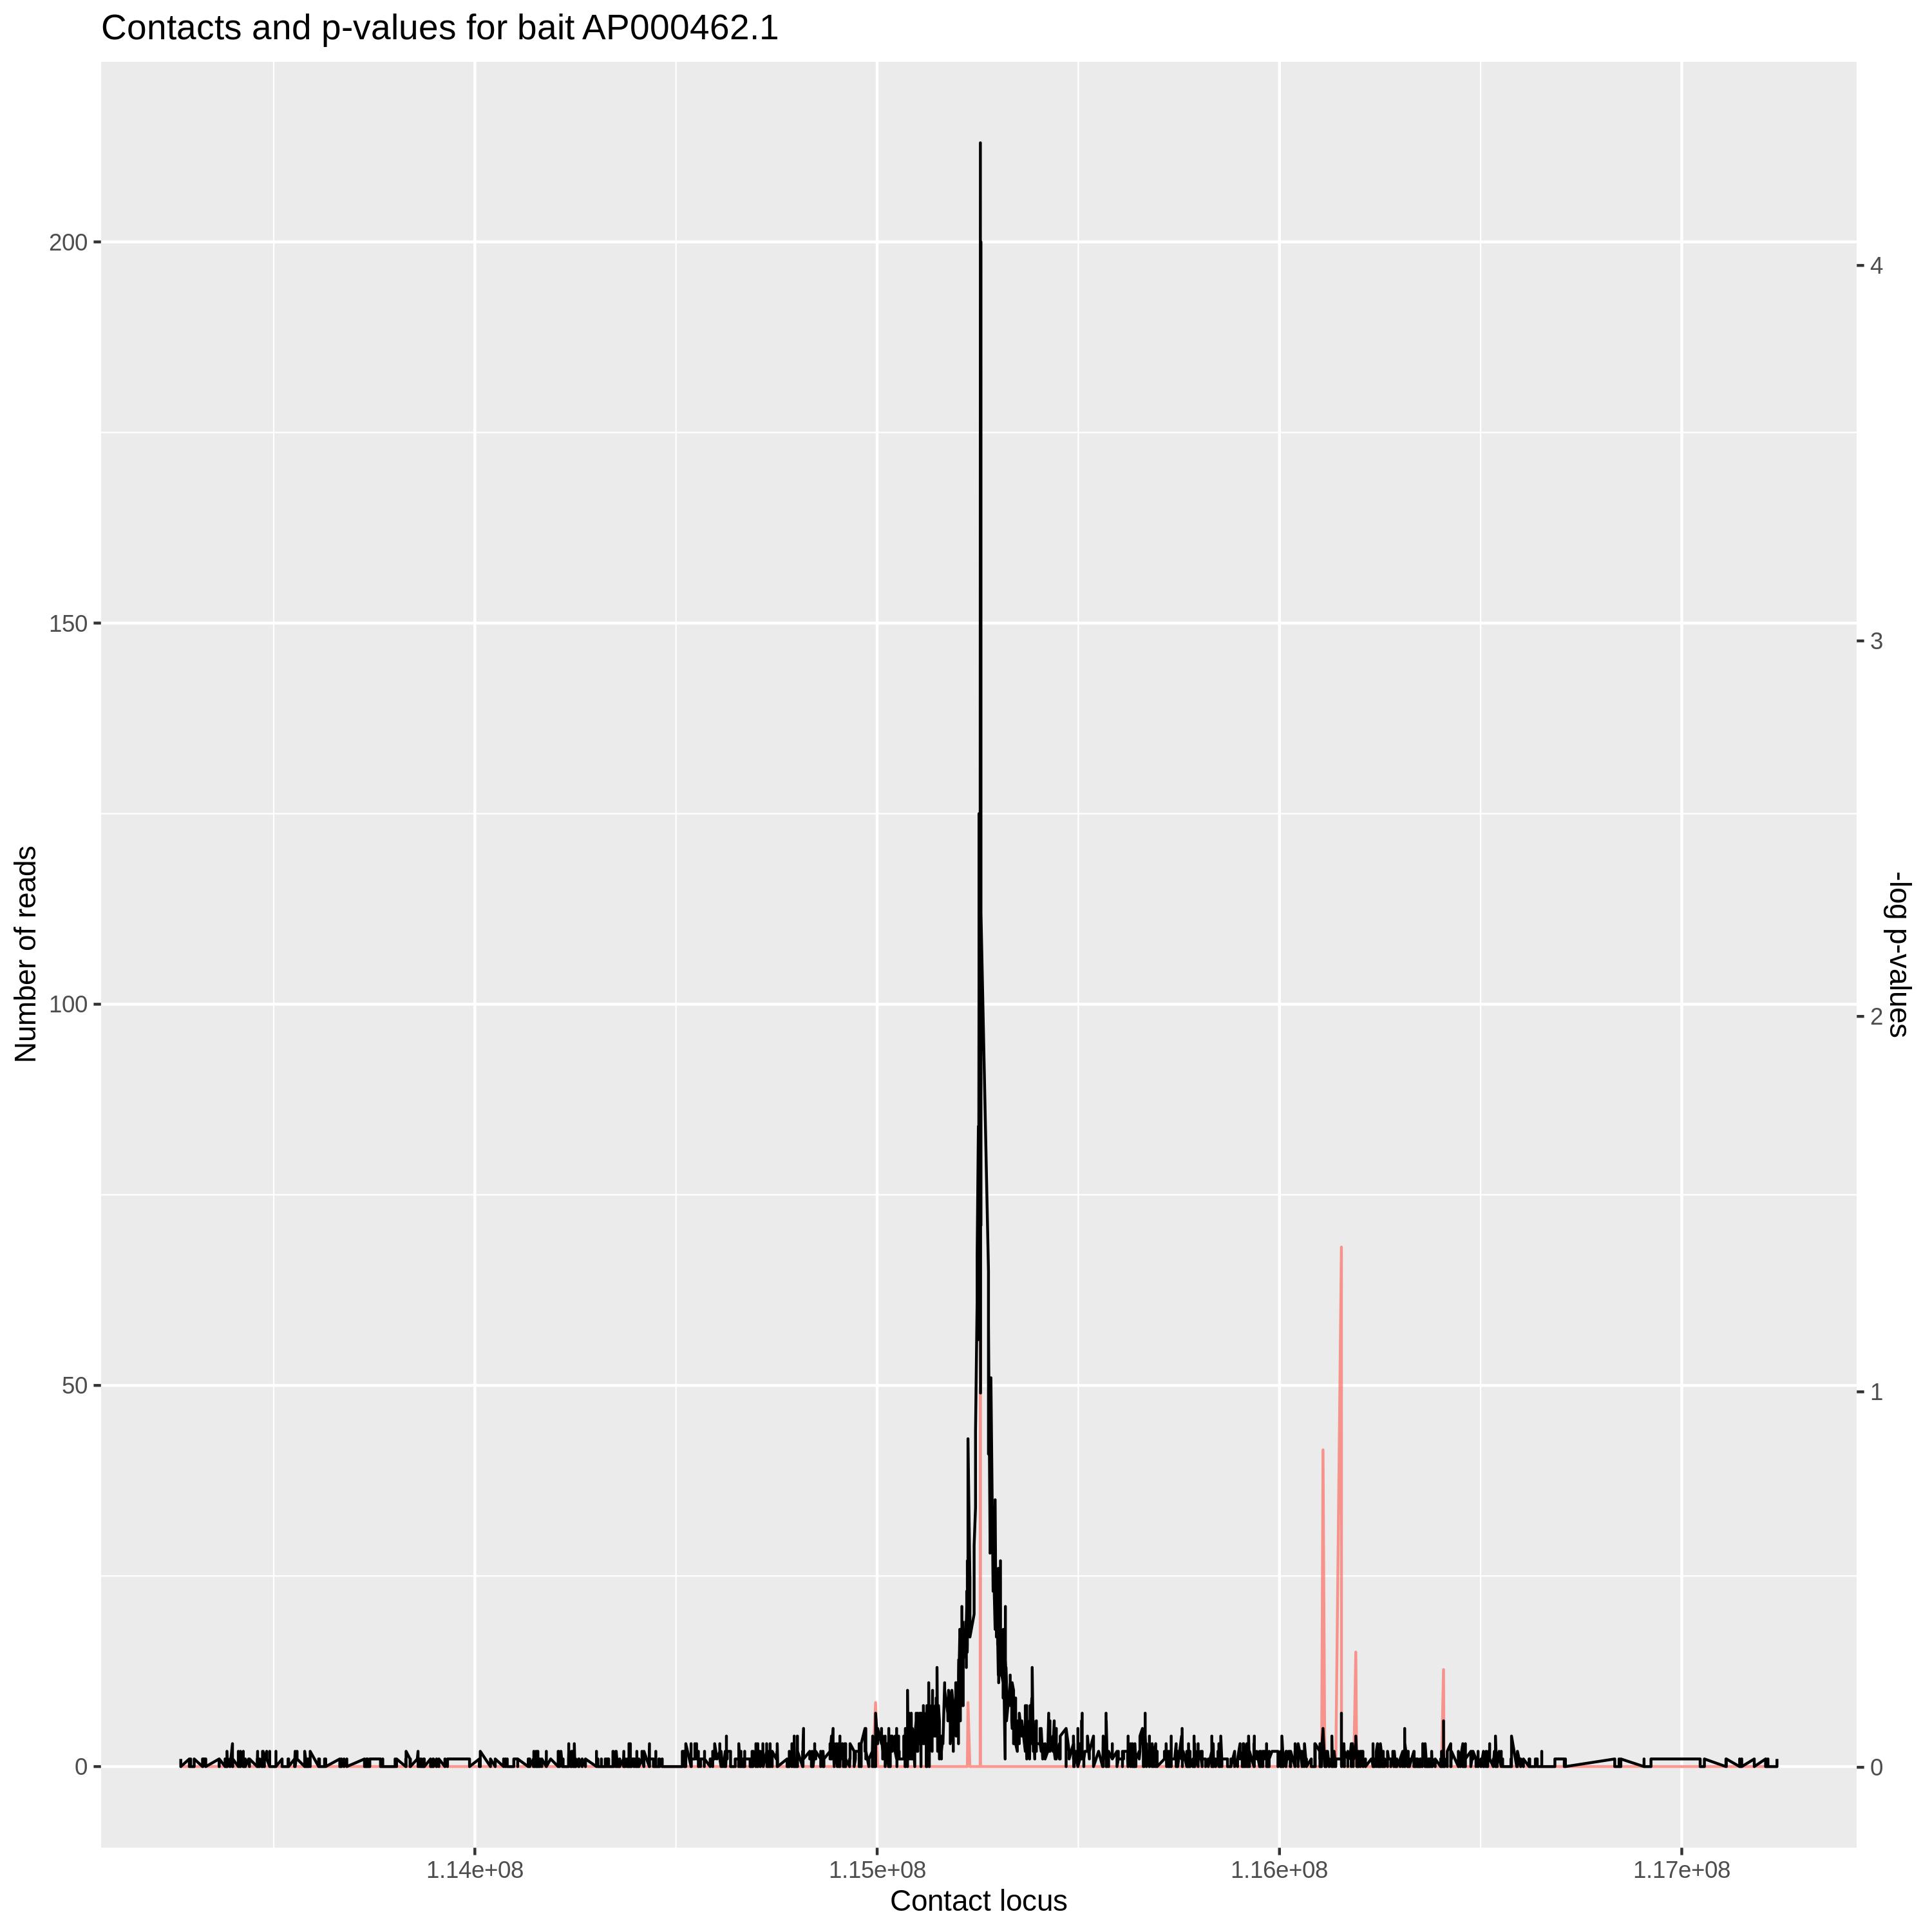 Contacts and p-values for bait AP000462.1
Number of reads
200
150
100
50
0
4
3
2
1
0
-log p-values
1.14e+08
1.15e+08
1.16e+08
1.17e+08
Contact locus